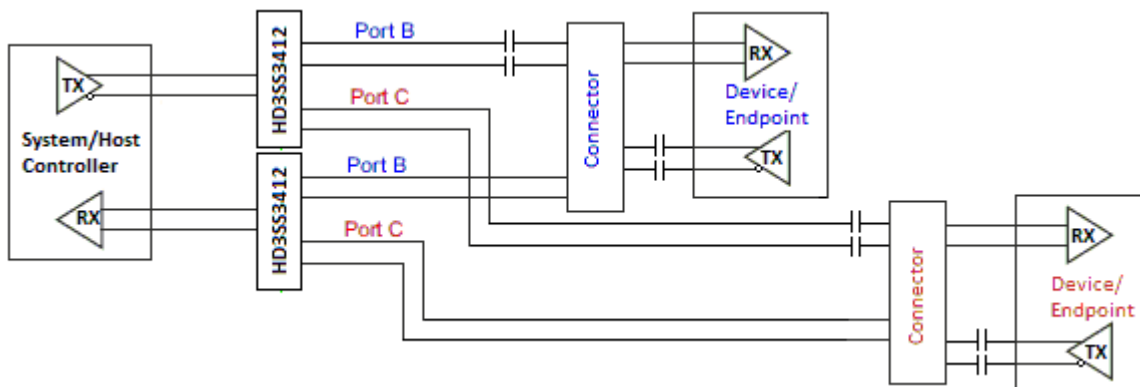 Port B
TX
HD3SS3412
RX
Port C
Device/
Endpoint
System/Host
Controller
Connector
TX
Port B
RX
HD3SS3412
Port C
RX
Connector
Device/
Endpoint
TX